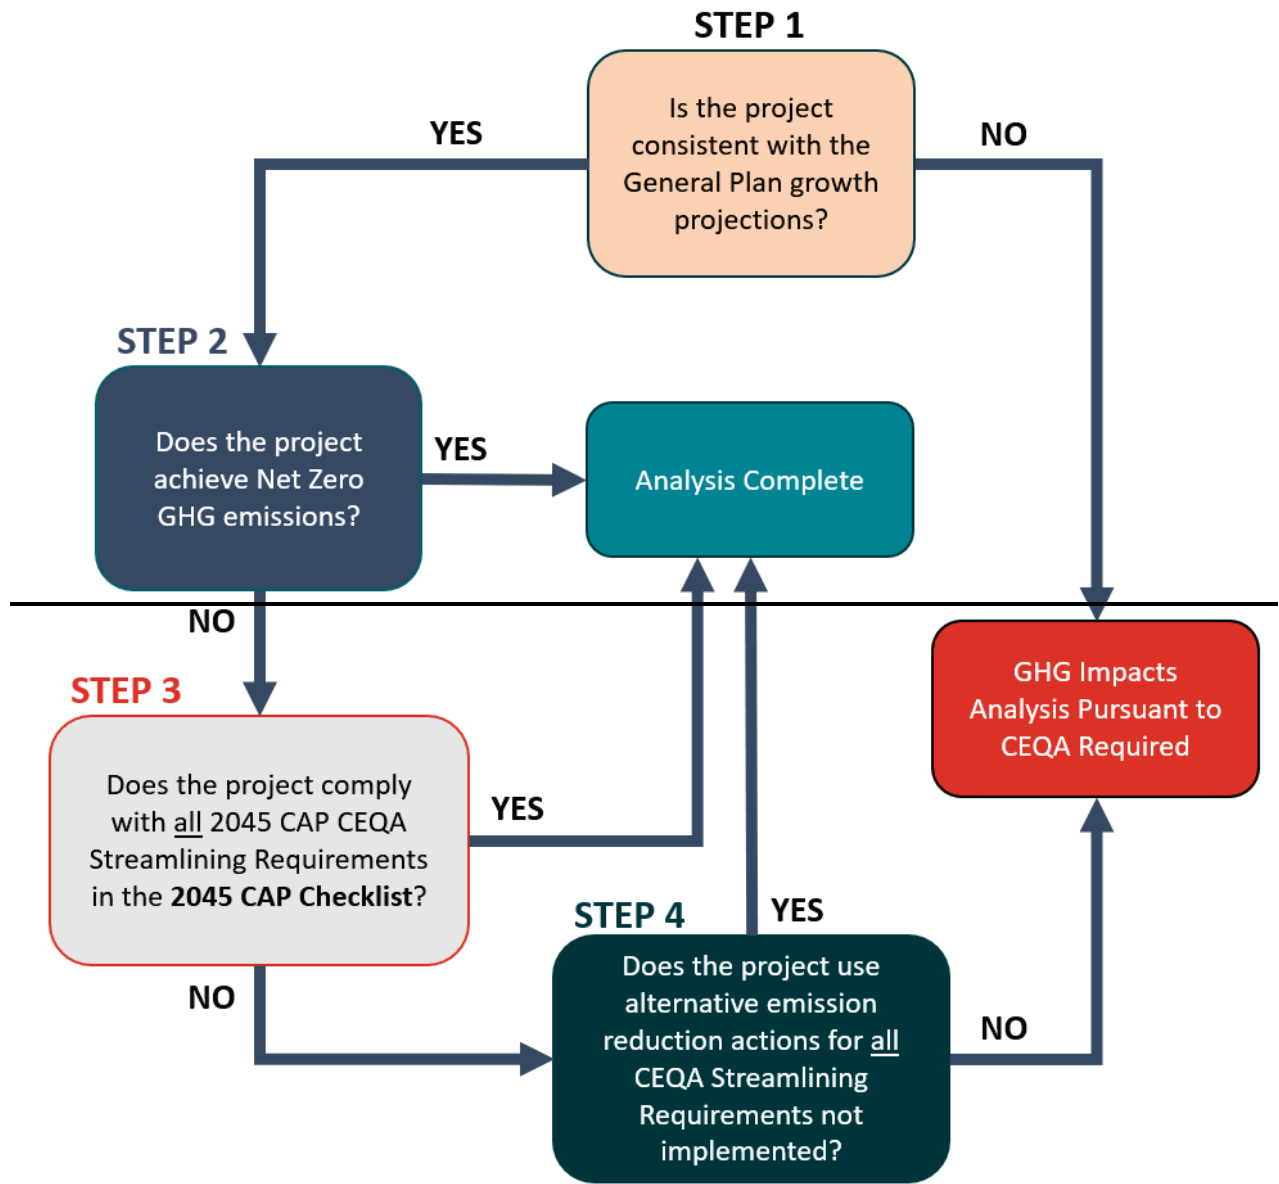 STEP 1
Is the project
consistent with the
General Plan growth
projections?
YES
NO
STEP 2
Does the project
achieve Net Zero
GHG emissions?
YES
Analysis Complete
NO
GHG Impacts
Analysis Pursuant to
CEQA Required
STEP 3
Does the project comply
with all 2045 CAP CEQA
Streamlining Requirements
in the 2045 CAP Checklist?
YES
NO
STEP 4
YES
Does the project use
alternative emission
reduction actions for all
CEQA Streamlining
Requirements not
implemented?
NO